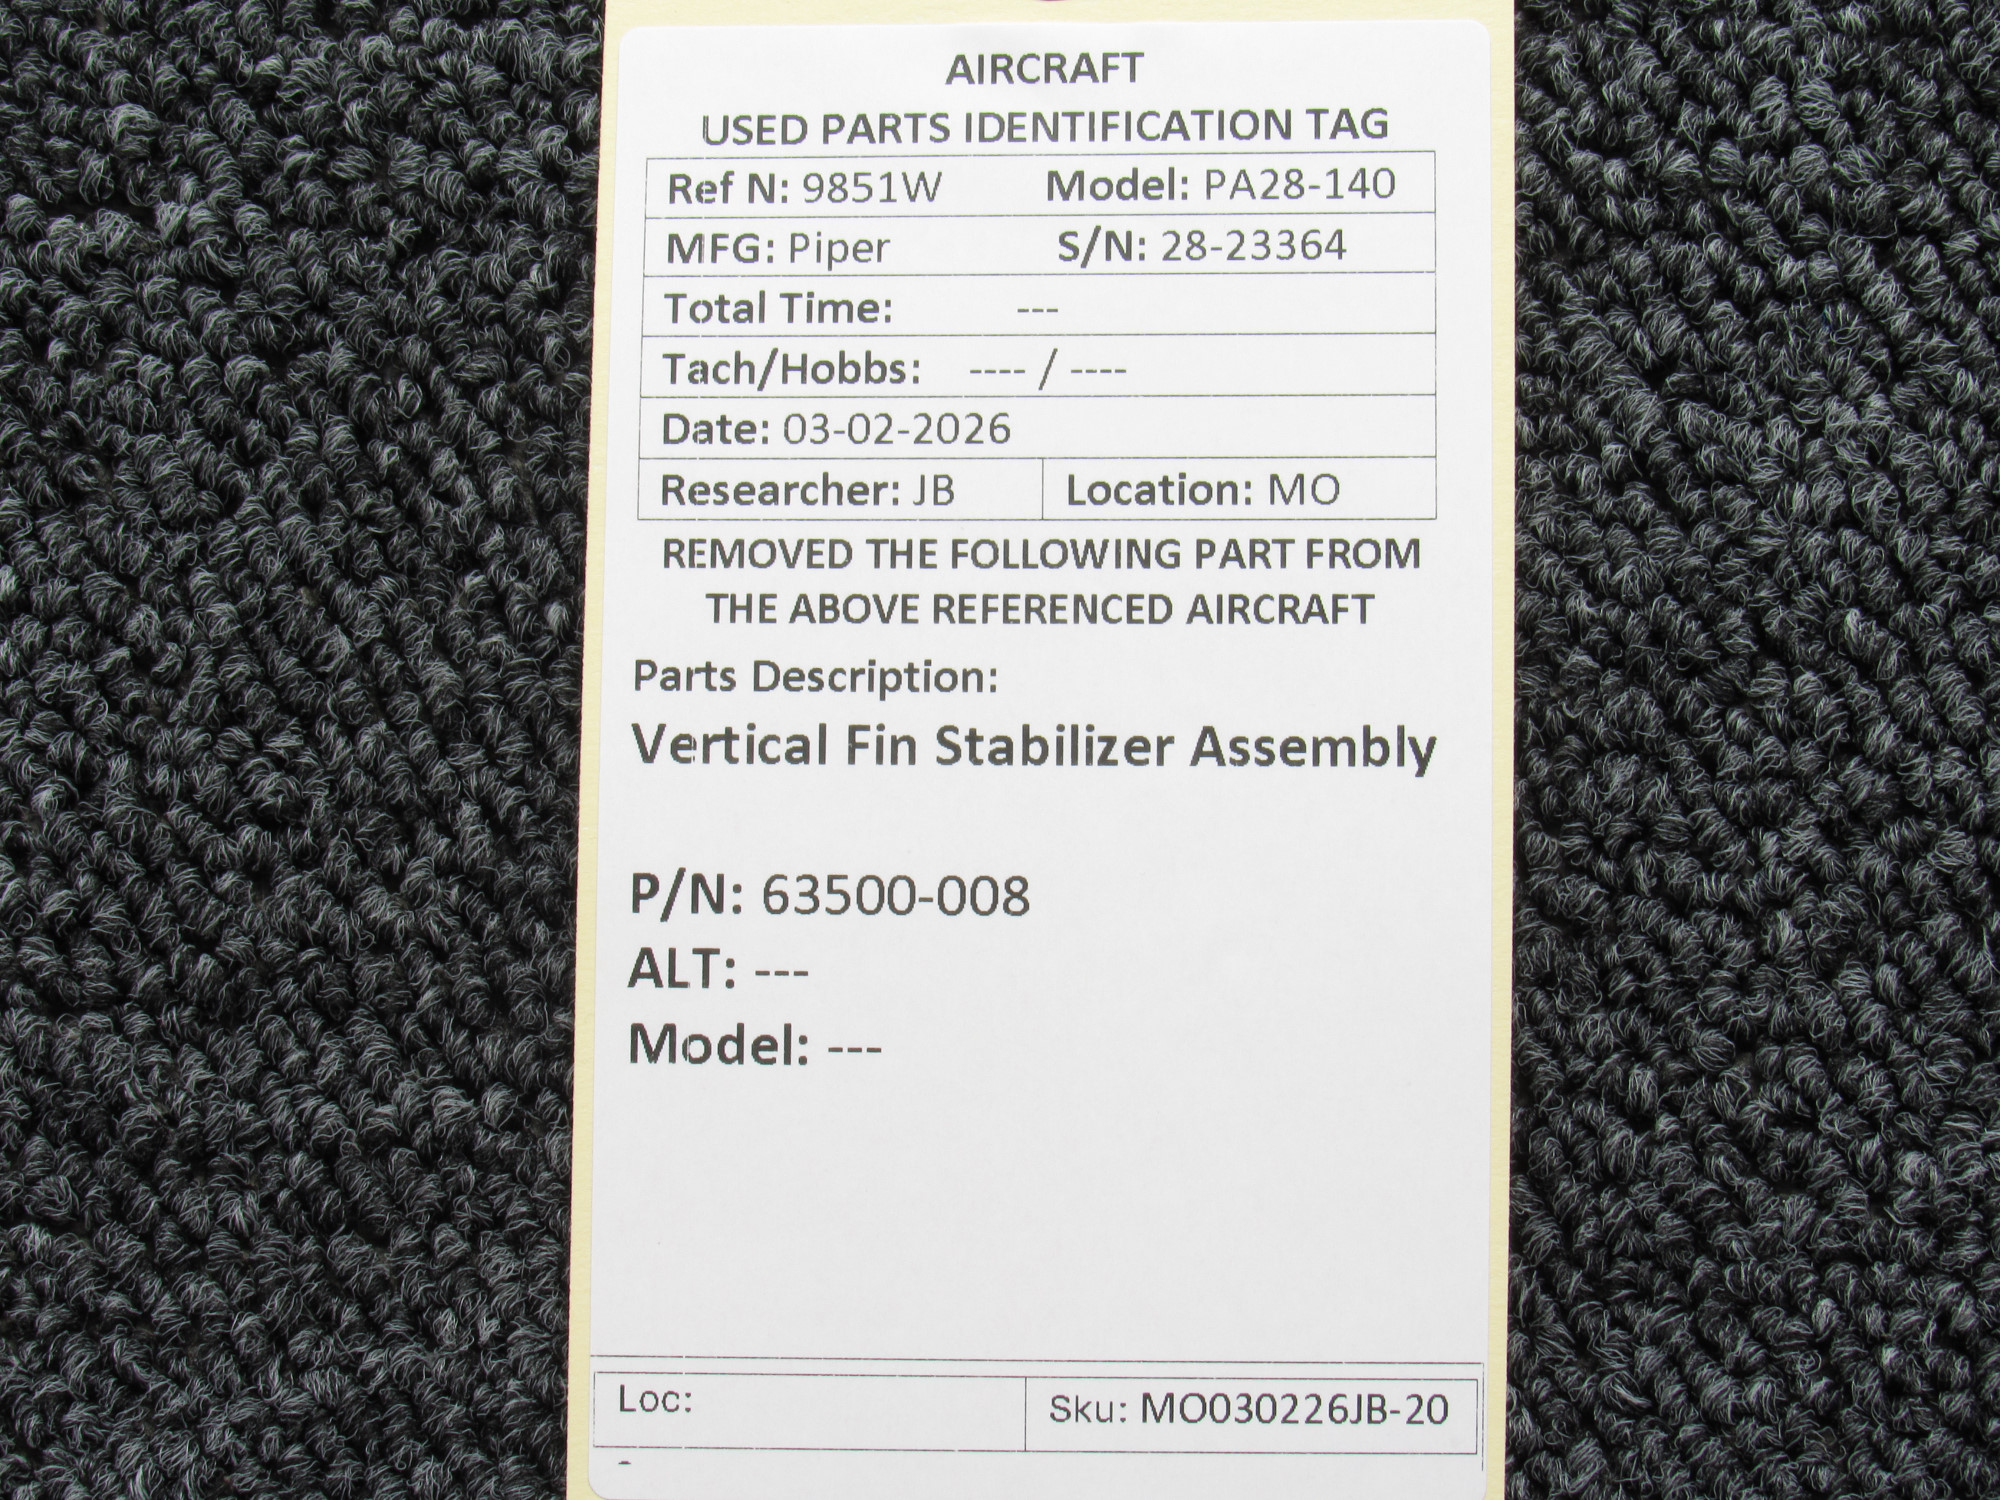 AIRCRAFT
USED PARTS IDENTIFICATION TAG
Ref N: 9851W Model: PA28-140
MFG: Piper S/N: 28-23364
Total Time: ---
Tach/Hobbs: ---- / ----
Date: 03-02-2026
Researcher: JB Location: MO
REMOVED THE FOLLOWING PART FROM
THE ABOVE REFERENCED AIRCRAFT
Parts Description:
Vertical Fin Stabilizer Assembly
P/N: 63500-008
ALT: ---
Model: ---
Loc: Sku: MO030226JB-20